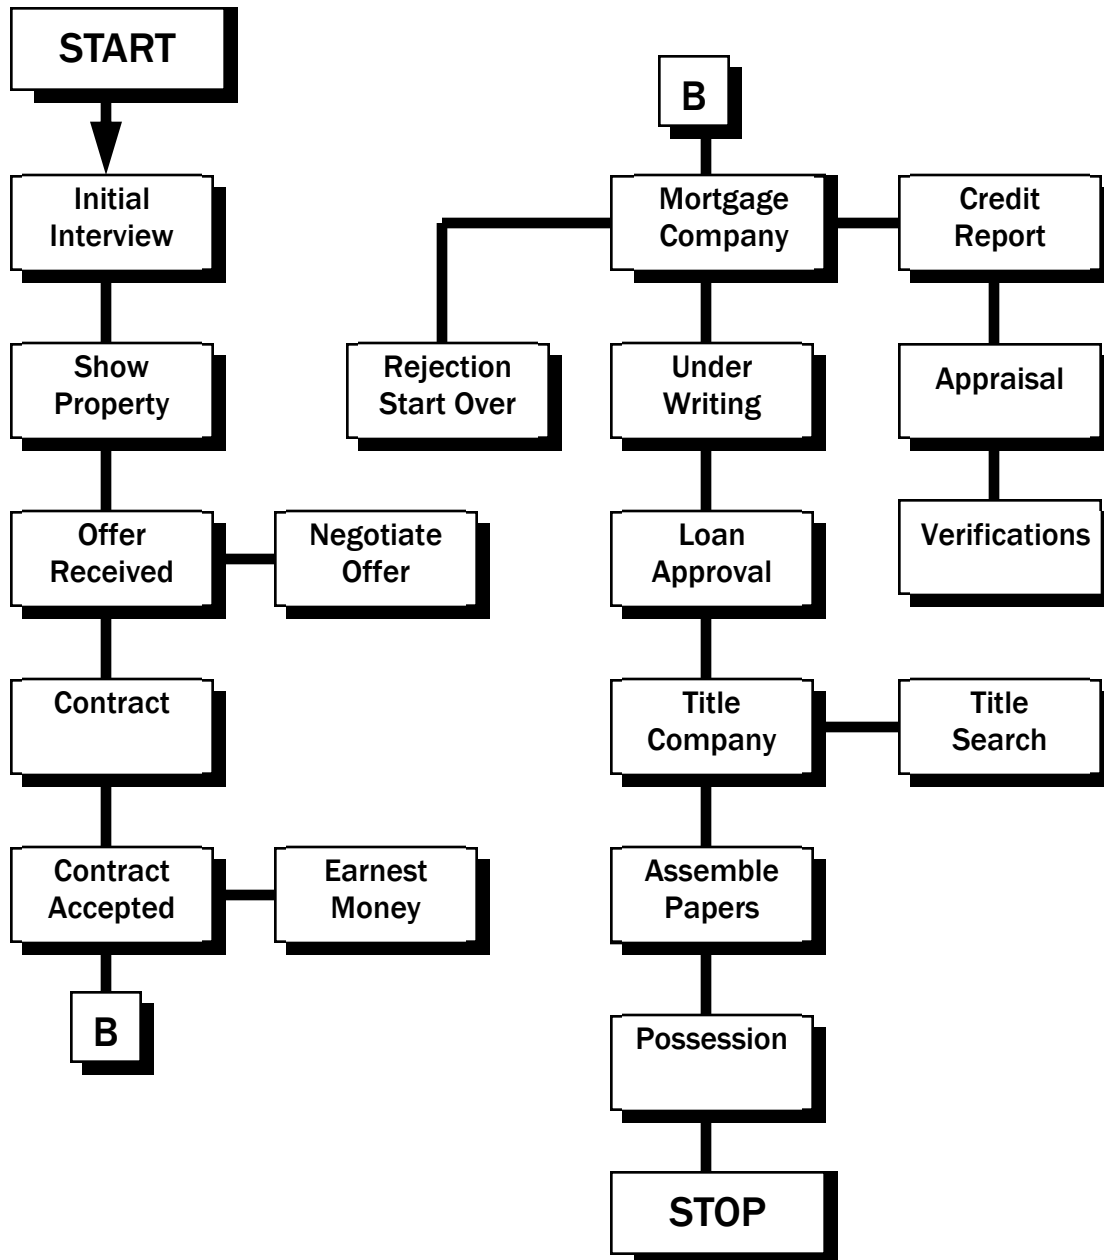 START
Initial
Interview
Show
Property
Offer
Received
Negotiate
Offer
Contract
Contract
Accepted
Earnest
Money
B
B
Mortgage
Company
Credit
Report
Rejection
Start Over
Under
Writing
Appraisal
Loan
Approval
Verifications
Title
Company
Title
Search
Assemble
Papers
Possession
STOP